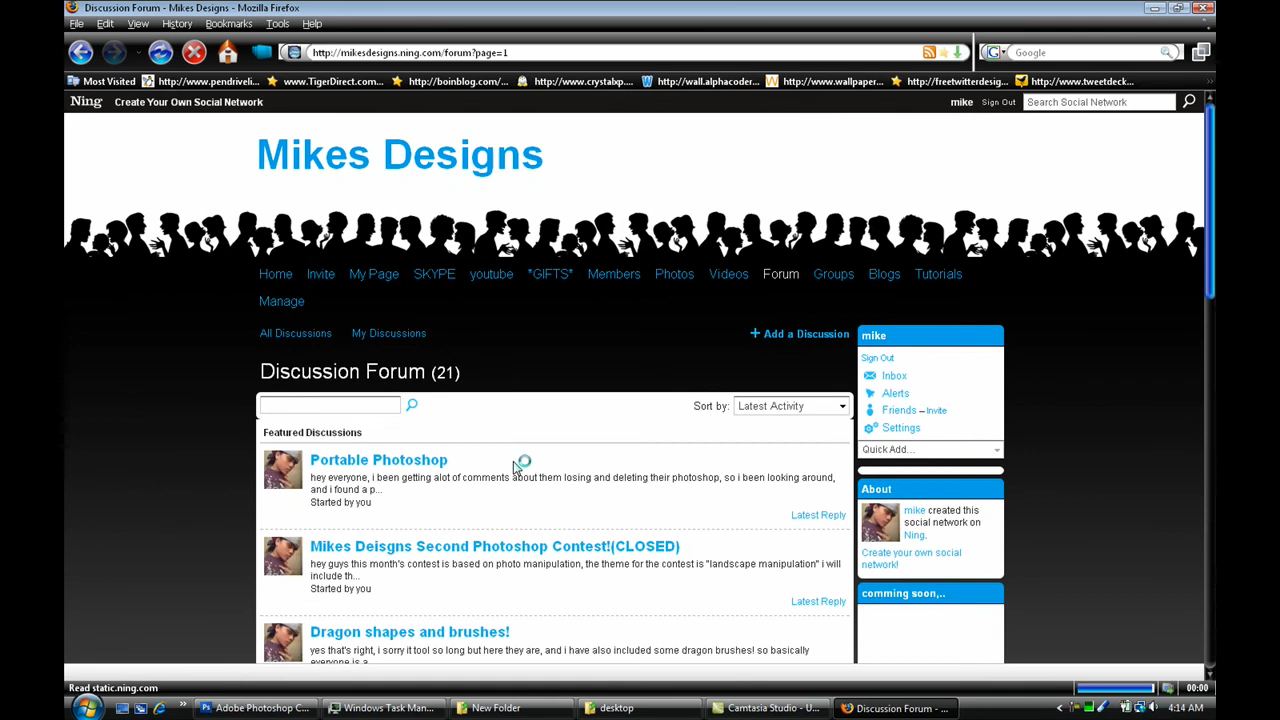 Discussion Forum - Mikes Designs - Mozilla Firefox
File Edit View History Bookmarks Tools Help
http://mikesdesigns.ning.com/forum?page=1
Google
Most Visited http://www.pendriveli... www.TigerDirect.com... http://boinblog.com/... http://www.crystalxp.... http://wall.alphacoder... http://www.wallpaper... http://freetwitterdesig... http://www.tweetdeck...
Ning Create Your Own Social Network mike Sign Out Search Social Network
Mikes Designs
Home Invite My Page SKYPE youtube *GIFTS* Members Photos Videos Forum Groups Blogs Tutorials
Manage
All Discussions My Discussions + Add a Discussion
mike
Sign Out
Inbox
Alerts
Friends – Invite
Settings
Quick Add...
Discussion Forum (21)
Sort by: Latest Activity
Featured Discussions
Portable Photoshop
hey everyone, i been getting alot of comments about them losing and deleting their photoshop, so i been looking around,
and i found a p...
Started by you
Latest Reply
Mikes Deisgns Second Photoshop Contest!(CLOSED)
hey guys this month's contest is based on photo manipulation, the theme for the contest is "landscape manipulation" i will
include th...
Started by you
Latest Reply
Dragon shapes and brushes!
yes that's right, i sorry it tool so long but here they are, and i have also included some dragon brushes! so basically
everyone is a
About
mike created this
social network on
Ning.
Create your own social
network!
comming soon,..
Read static.ning.com
00:00
Adobe Photoshop C... Windows Task Man... New Folder desktop Camtasia Studio - U... Discussion Forum - ... 4:14 AM